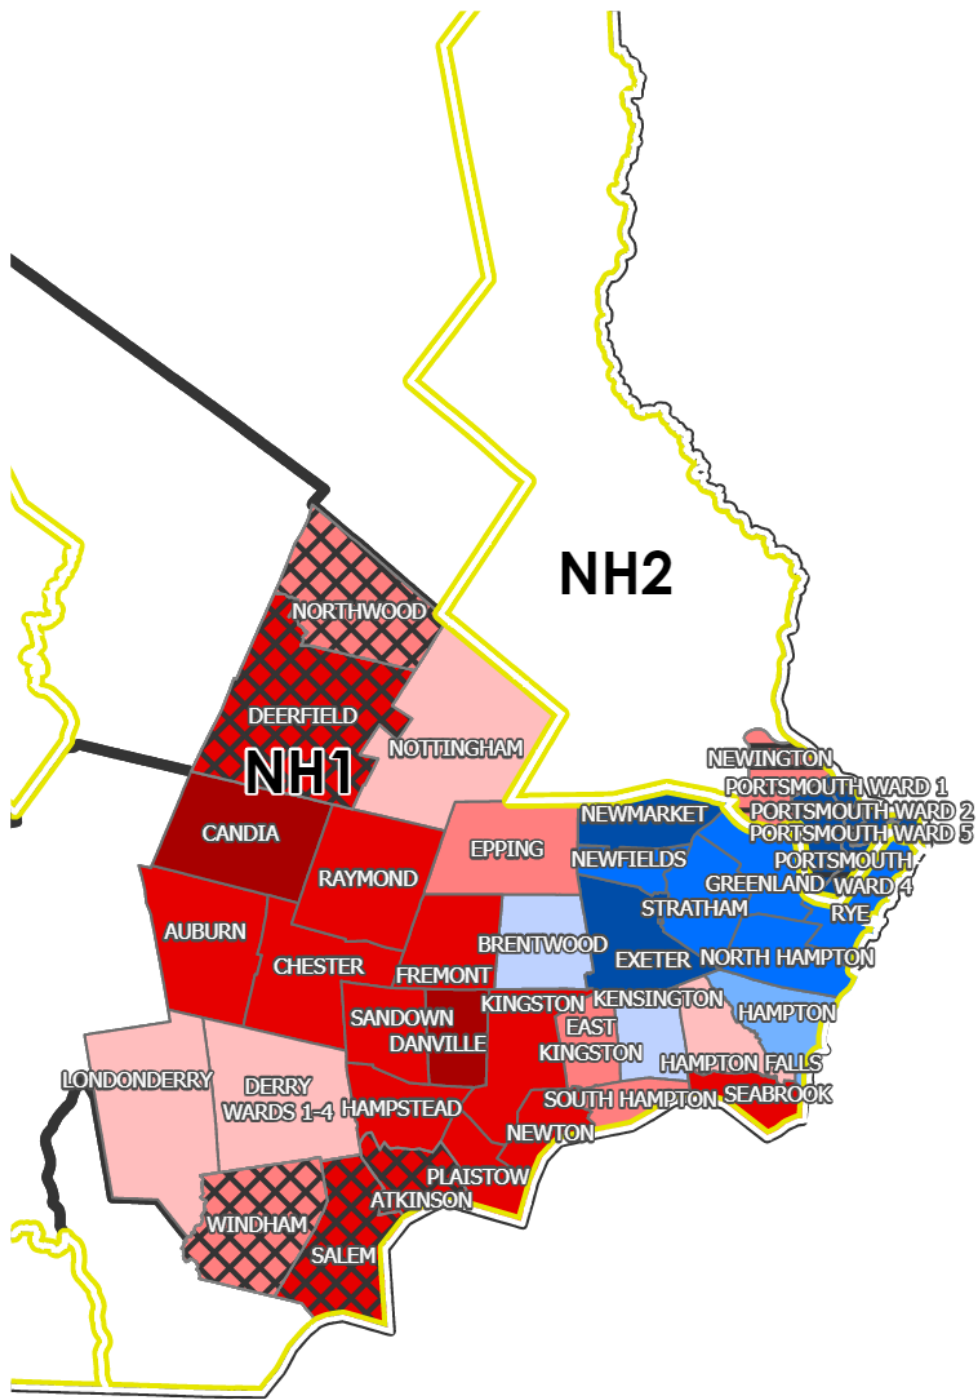 NH2
NORTHWOOD
DEERFIELD
NOTTINGHAM
NEWINGTON
NH1
PORTSMOUTH WARD 1
PORTSMOUTH WARD 2
NEWMARKET
CANDIA
PORTSMOUTH WARD 5
EPPING
NEWFIELDS
PORTSMOUTH
WARD 4
RAYMOND
GREENLAND
STRATHAM
RYE
AUBURN
BRENTWOOD
EXETER
NORTH HAMPTON
CHESTER
FREMONT
KINGSTON
KENSINGTON
HAMPTON
SANDOWN
EAST
KINGSTON
DANVILLE
HAMPTON FALLS
LONDONDERRY
DERRY
WARDS 1-4
HAMPSTEAD
SOUTH HAMPTON
SEABROOK
NEWTON
PLAISTOW
ATKINSON
WINDHAM
SALEM